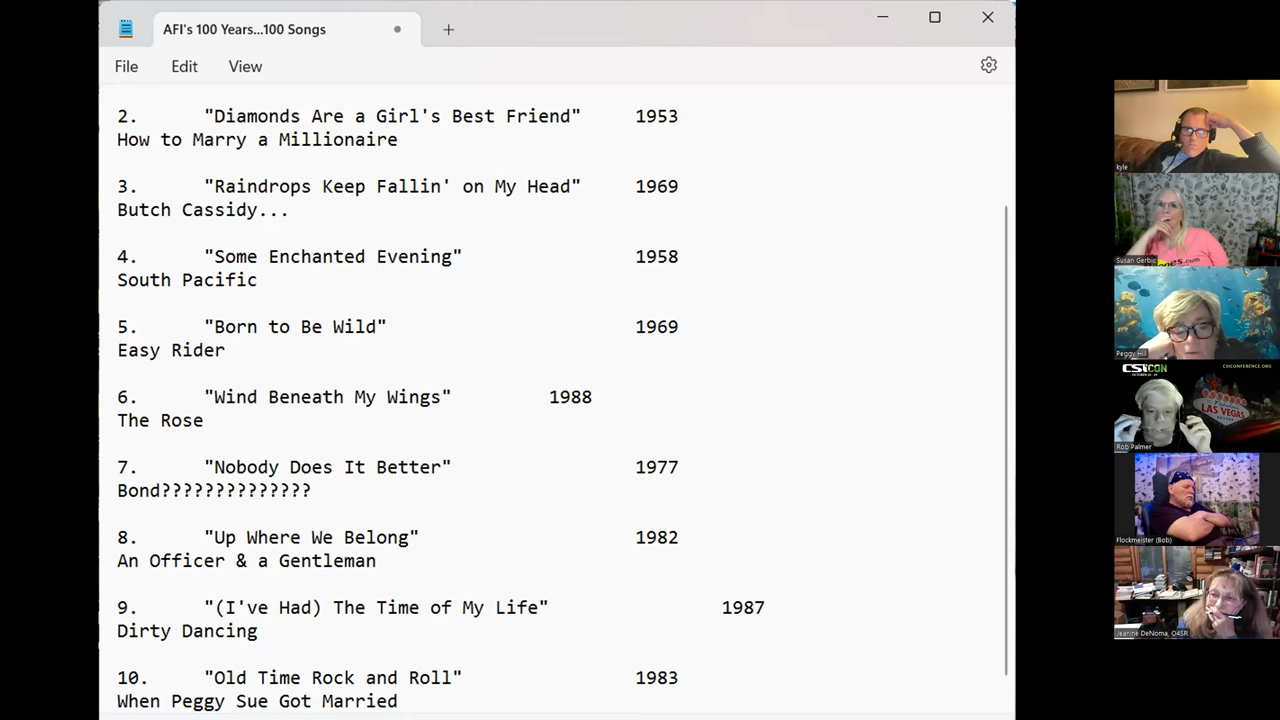 AFI's 100 Years...100 Songs
File Edit View
2. "Diamonds Are a Girl's Best Friend" 1953
How to Marry a Millionaire
3. "Raindrops Keep Fallin' on My Head" 1969
Butch Cassidy...
4. "Some Enchanted Evening" 1958
South Pacific
5. "Born to Be Wild" 1969
Easy Rider
6. "Wind Beneath My Wings" 1988
The Rose
7. "Nobody Does It Better" 1977
Bond??????????????
8. "Up Where We Belong" 1982
An Officer & a Gentleman
9. "(I've Had) The Time of My Life" 1987
Dirty Dancing
10. "Old Time Rock and Roll" 1983
When Peggy Sue Got Married
kyle
Susan Gerbic
Peggy Hill
CSICON
CSICONFERENCE.ORG
LAS VEGAS
Rob Palmer
Flockmeister (Bob)
Jeanine DeNoma, O4SR